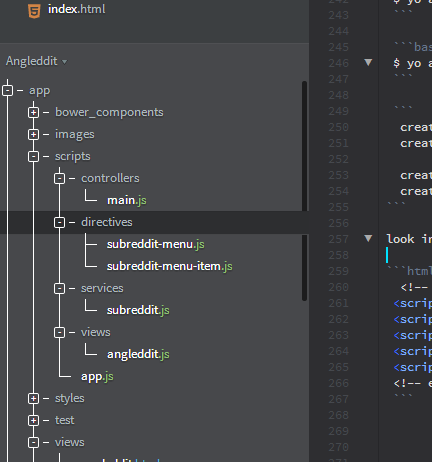 index.html
Angleddit
app
bower_components
images
scripts
controllers
main.js
directives
subreddit-menu.js
subreddit-menu-item.js
services
subreddit.js
views
angleddit.js
app.js
styles
test
views
$ yo a
243 ```
244
245 ```bas
246 $ yo a
247 ```
248
249 ```
250 creat
251 creat
252
253 creat
254 creat
255 ```
256
257 look in
258
259 ```html
260 <!--
261 <scrip
262 <scrip
263 <scrip
264 <scrip
265 <scrip
266 <!-- e
267 ```
268
269
270